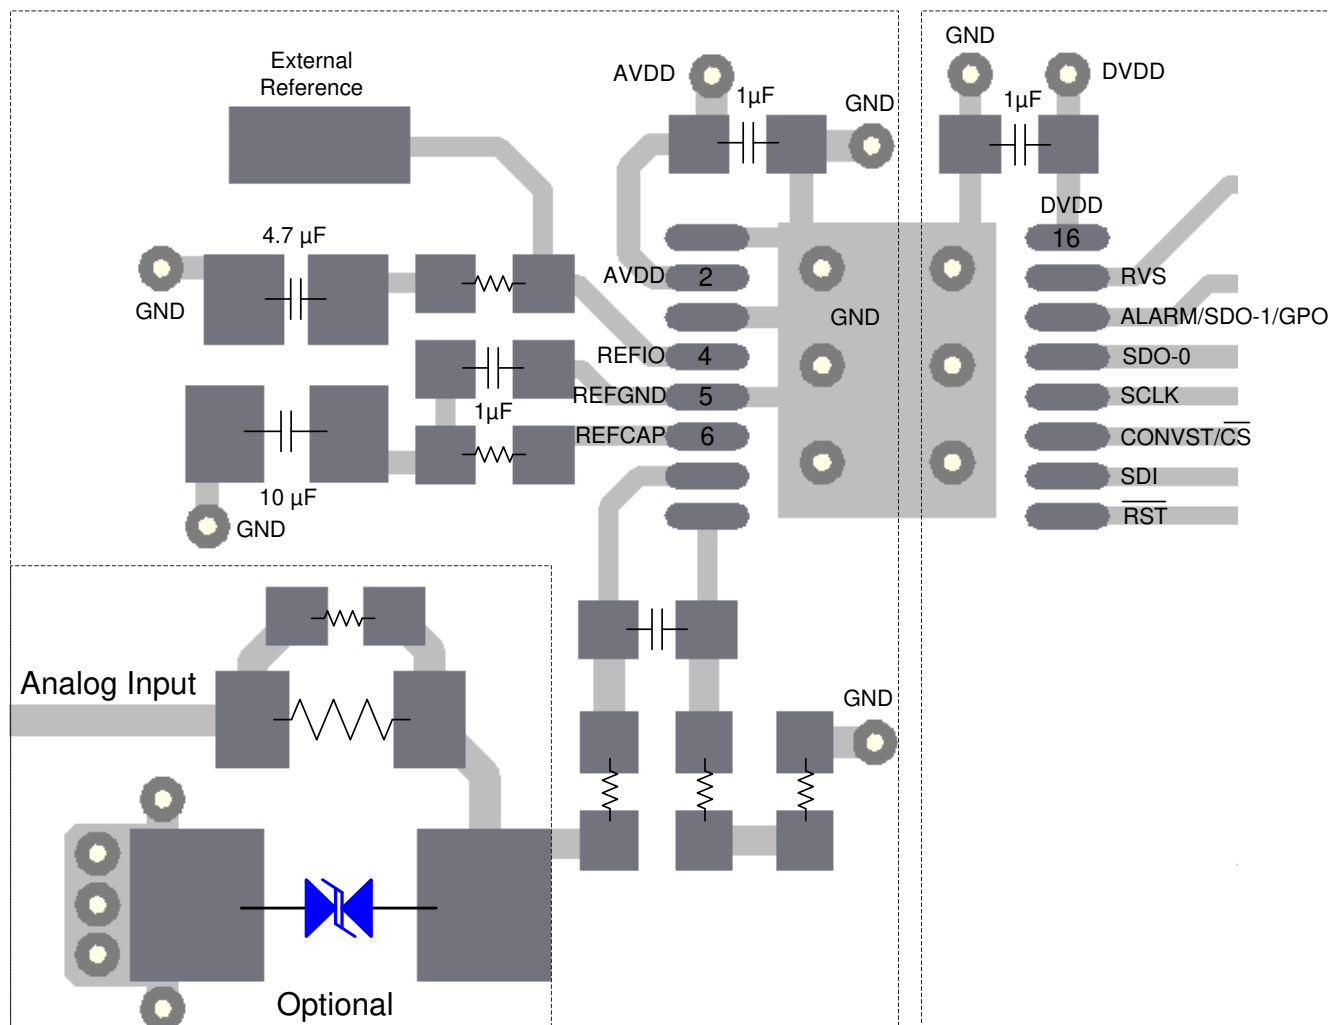 External
Reference
AVDD
1µF
GND
GND
1µF
DVDD
4.7 µF
GND
AVDD
2
DVDD
16
RVS
GND
ALARM/SDO-1/GPO
REFIO
4
SDO-0
REFGND
5
SCLK
1µF
REFCAP
6
CONVST/CS
SDI
10 µF
GND
RST
Analog Input
GND
Optional